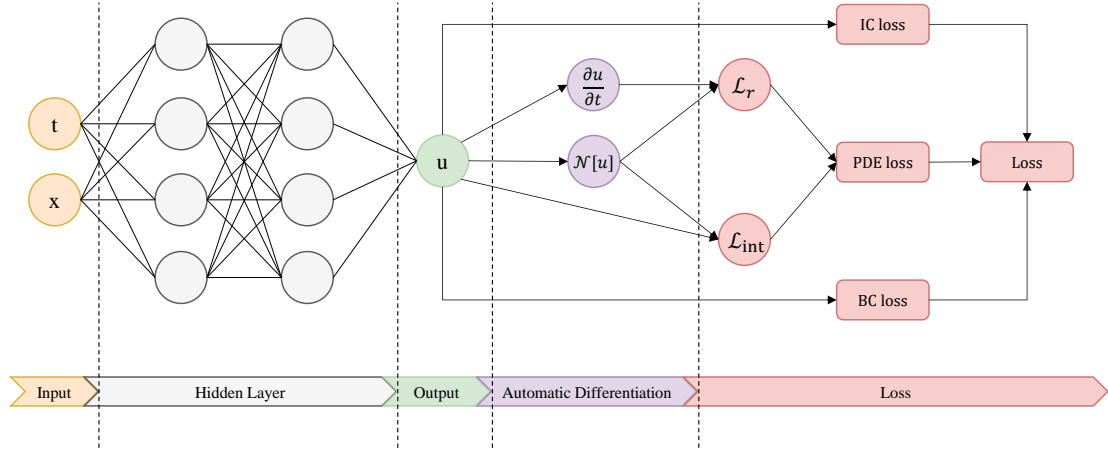 IC loss
∂u
∂t
ℒr
t
u
𝒩[u]
PDE loss
Loss
x
ℒint
BC loss
Input
Hidden Layer
Output
Automatic Differentiation
Loss